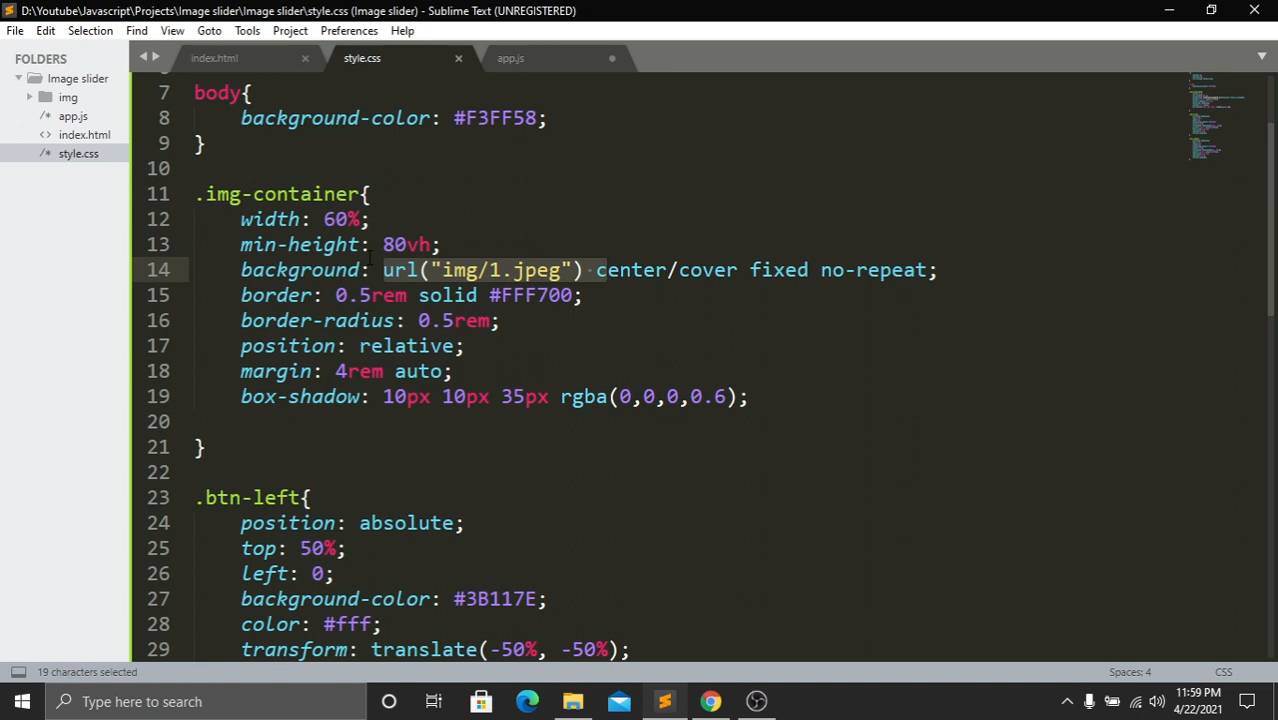 D:\Youtube\Javascript\Projects\Image slider\Image slider\style.css (Image slider) - Sublime Text (UNREGISTERED)
File Edit Selection Find View Goto Tools Project Preferences Help
FOLDERS
Image slider
img
/* app.js
<> index.html
/* style.css
index.html × style.css × app.js
7 body{
8 background-color: #F3FF58;
9 }
10
11 .img-container{
12 width: 60%;
13 min-height: 80vh;
14 background: url("img/1.jpeg") center/cover fixed no-repeat;
15 border: 0.5rem solid #FFF700;
16 border-radius: 0.5rem;
17 position: relative;
18 margin: 4rem auto;
19 box-shadow: 10px 10px 35px rgba(0,0,0,0.6);
20
21 }
22
23 .btn-left{
24 position: absolute;
25 top: 50%;
26 left: 0;
27 background-color: #3B117E;
28 color: #fff;
29 transform: translate(-50%, -50%);
19 characters selected Spaces: 4 CSS
Type here to search
11:59 PM
4/22/2021